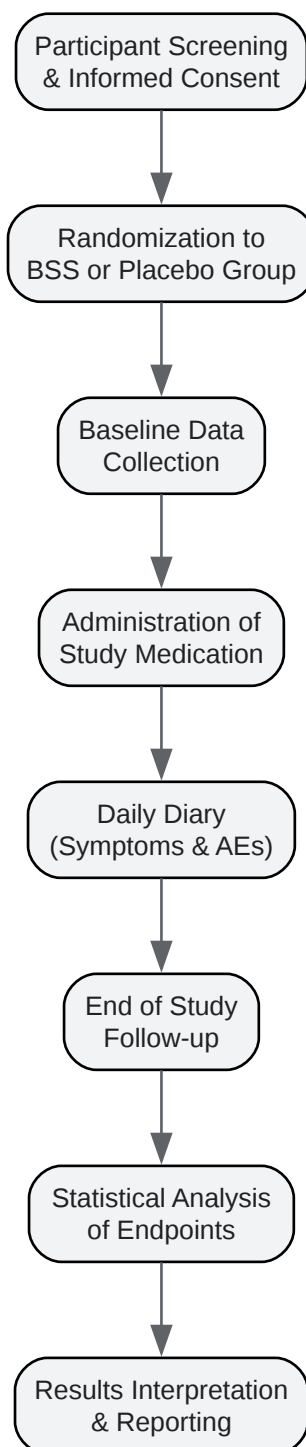 Participant Screening
& Informed Consent
Randomization to
BSS or Placebo Group
Baseline Data
Collection
Administration of
Study Medication
Daily Diary
(Symptoms & AEs)
End of Study
Follow-up
Statistical Analysis
of Endpoints
Results Interpretation
& Reporting